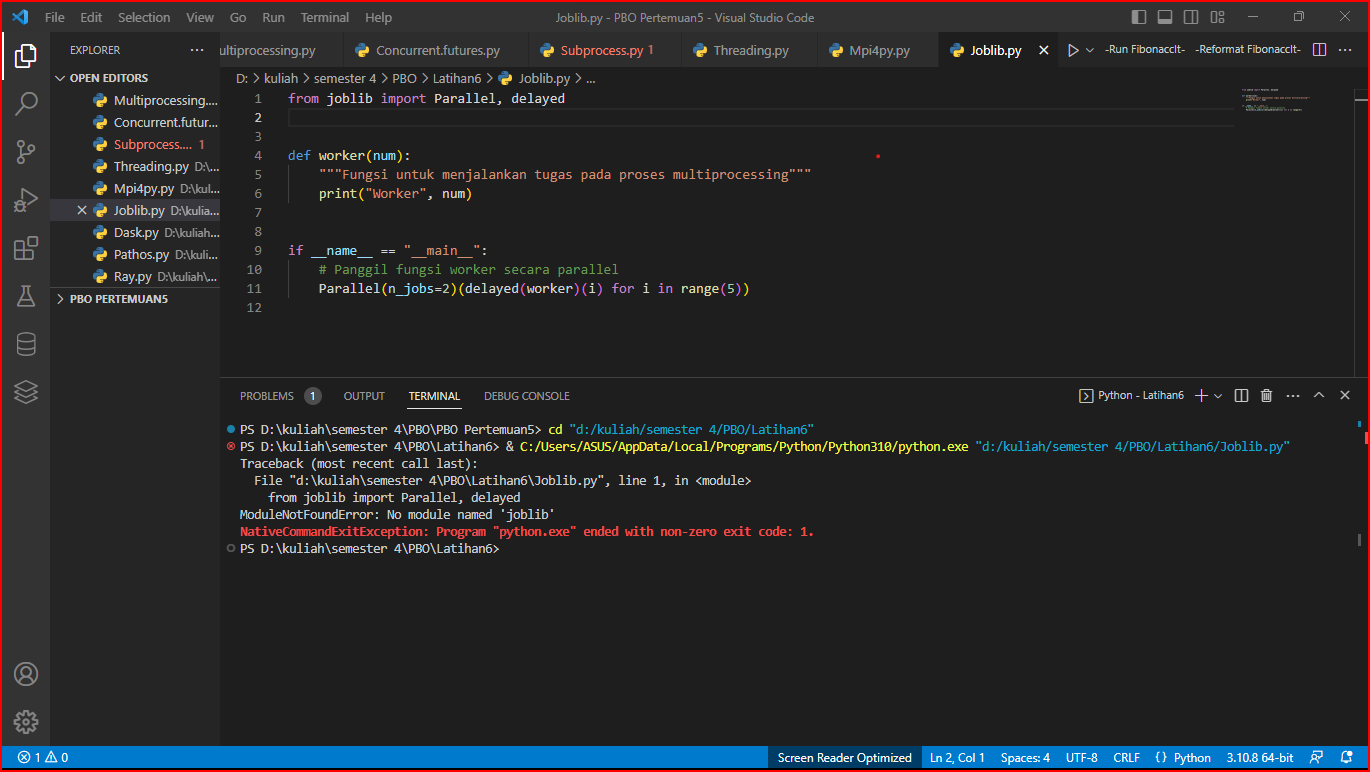 File Edit Selection View Go Run Terminal Help Joblib.py - PBO Pertemuan5 - Visual Studio Code
EXPLORER
ultiprocessing.py Concurrent.futures.py Subprocess.py 1 Threading.py Mpi4py.py Joblib.py -Run FibonaccIt- -Reformat FibonaccIt-
OPEN EDITORS
Multiprocessing....
Concurrent.futur...
Subprocess.... 1
Threading.py D:\...
Mpi4py.py D:\kul...
Joblib.py D:\kulia...
Dask.py D:\kuliah...
Pathos.py D:\kuli...
Ray.py D:\kuliah\...
PBO PERTEMUAN5
D: > kuliah > semester 4 > PBO > Latihan6 > Joblib.py > ...
1 from joblib import Parallel, delayed
2
3
4 def worker(num):
5 """Fungsi untuk menjalankan tugas pada proses multiprocessing"""
6 print("Worker", num)
7
8
9 if __name__ == "__main__":
10 # Panggil fungsi worker secara parallel
11 Parallel(n_jobs=2)(delayed(worker)(i) for i in range(5))
12
PROBLEMS 1 OUTPUT TERMINAL DEBUG CONSOLE Python - Latihan6
PS D:\kuliah\semester 4\PBO\PBO Pertemuan5> cd "d:/kuliah/semester 4/PBO/Latihan6"
PS D:\kuliah\semester 4\PBO\Latihan6> & C:/Users/ASUS/AppData/Local/Programs/Python/Python310/python.exe "d:/kuliah/semester 4/PBO/Latihan6/Joblib.py"
Traceback (most recent call last):
File "d:\kuliah\semester 4\PBO\Latihan6\Joblib.py", line 1, in <module>
from joblib import Parallel, delayed
ModuleNotFoundError: No module named 'joblib'
NativeCommandExitException: Program "python.exe" ended with non-zero exit code: 1.
PS D:\kuliah\semester 4\PBO\Latihan6>
1 0 Screen Reader Optimized Ln 2, Col 1 Spaces: 4 UTF-8 CRLF {} Python 3.10.8 64-bit